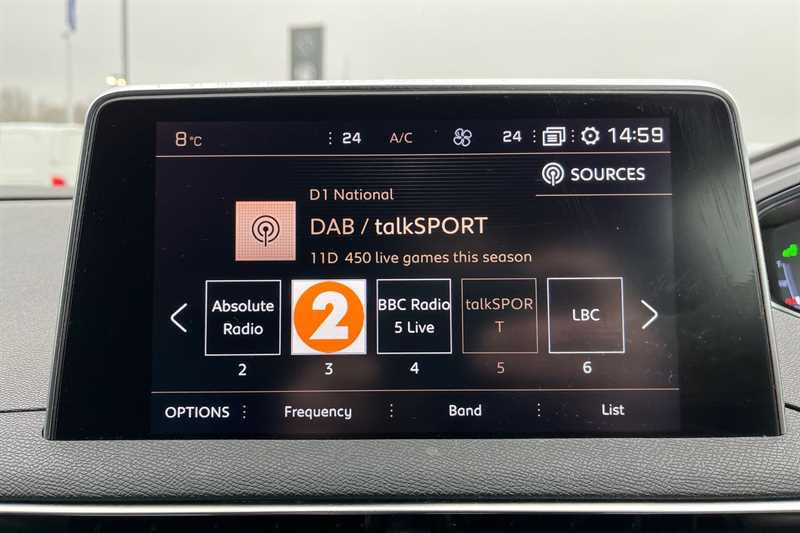 8°C 24 A/C 24 14:59
SOURCES
D1 National
DAB / talkSPORT
11D 450 live games this season
Absolute
Radio
2
BBC Radio
5 Live
talkSPOR
T
LBC
2 3 4 5 6
OPTIONS Frequency Band List